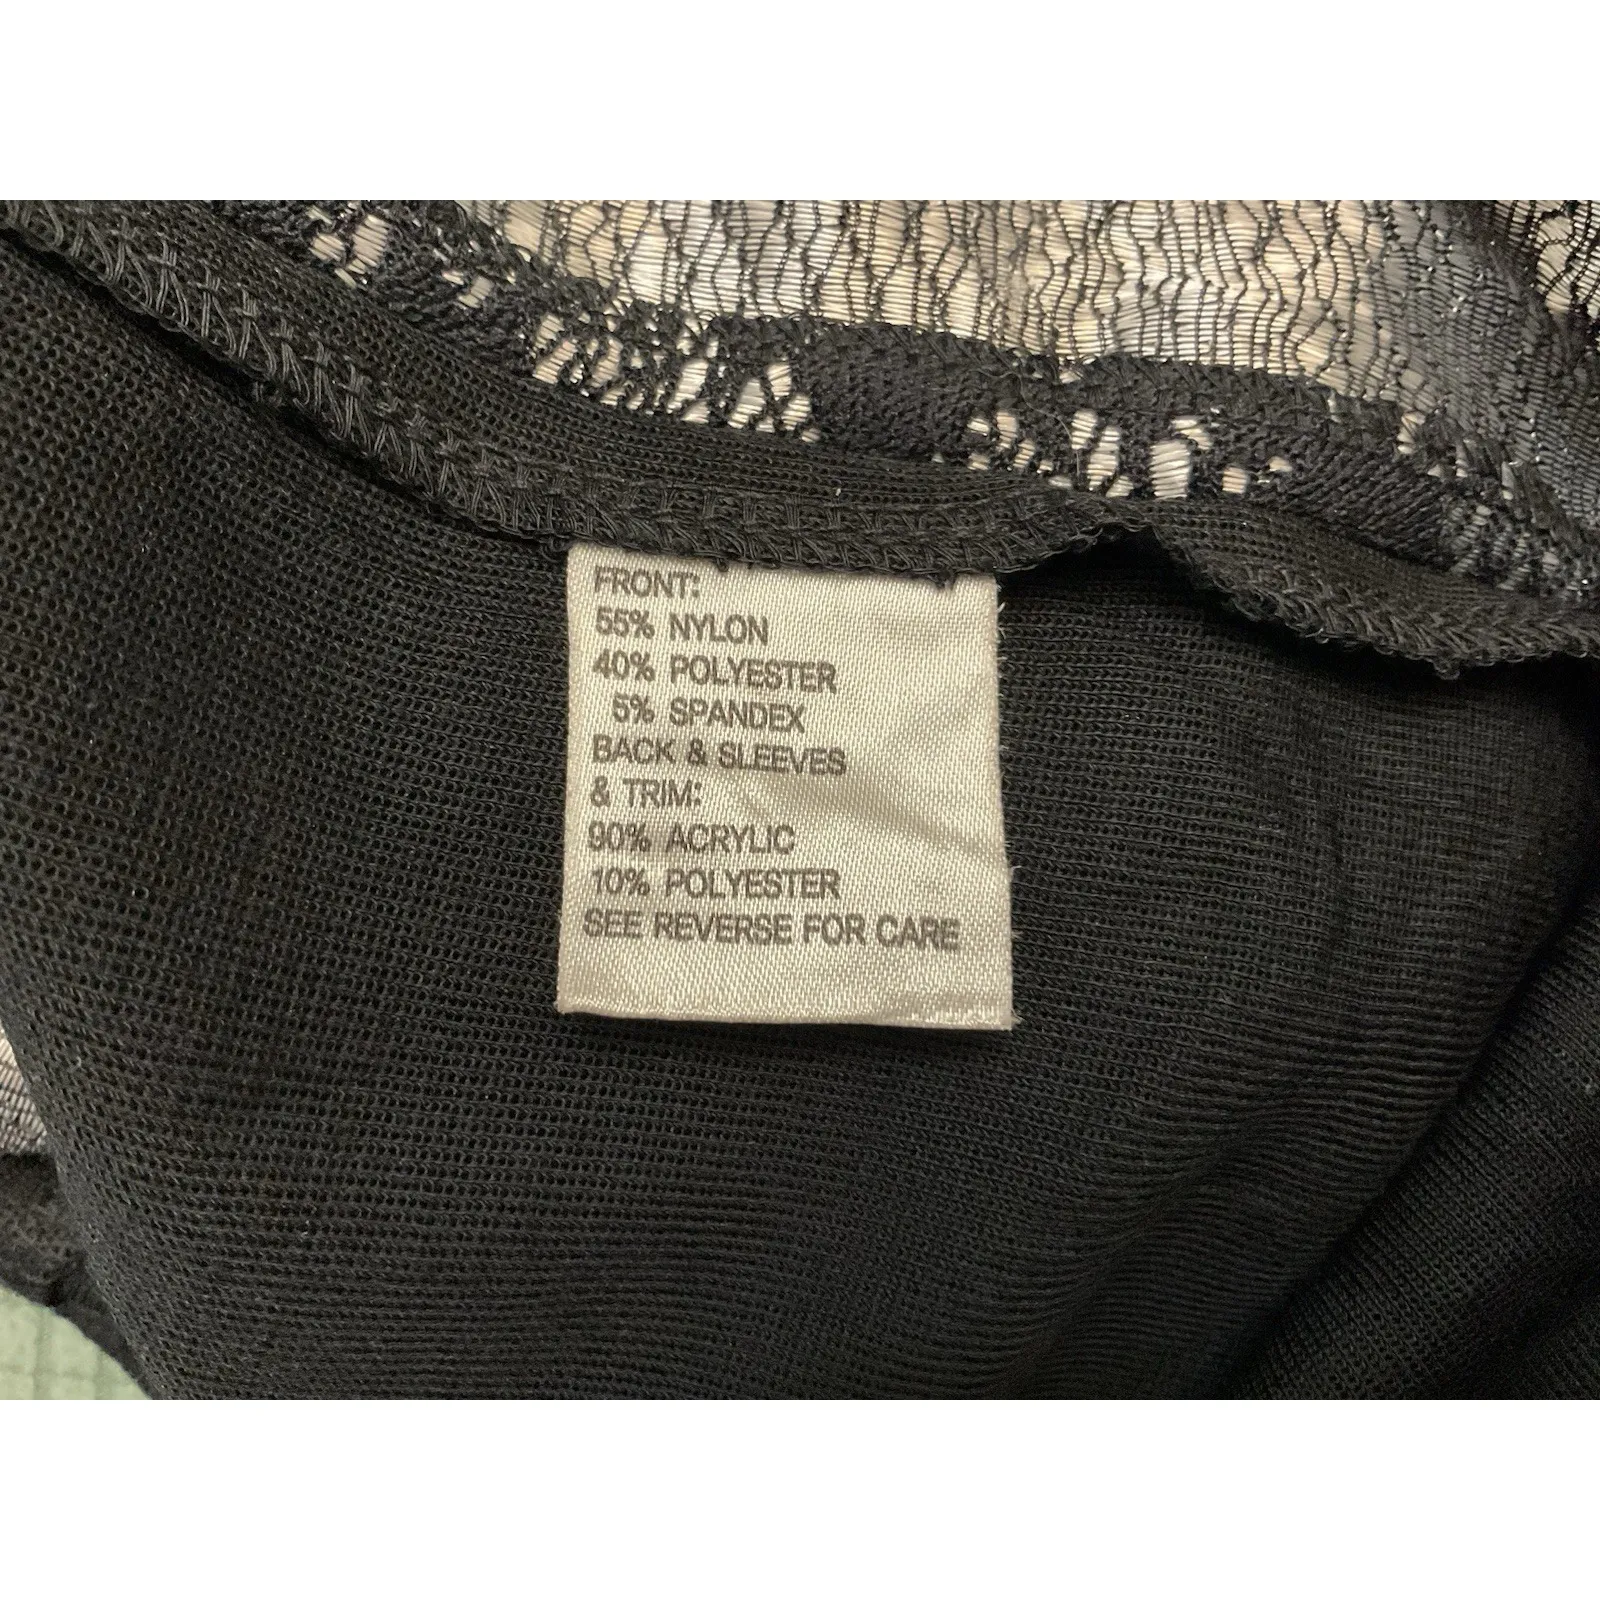 FRONT:
55% NYLON
40% POLYESTER
5% SPANDEX
BACK & SLEEVES
& TRIM:
90% ACRYLIC
10% POLYESTER
SEE REVERSE FOR CARE